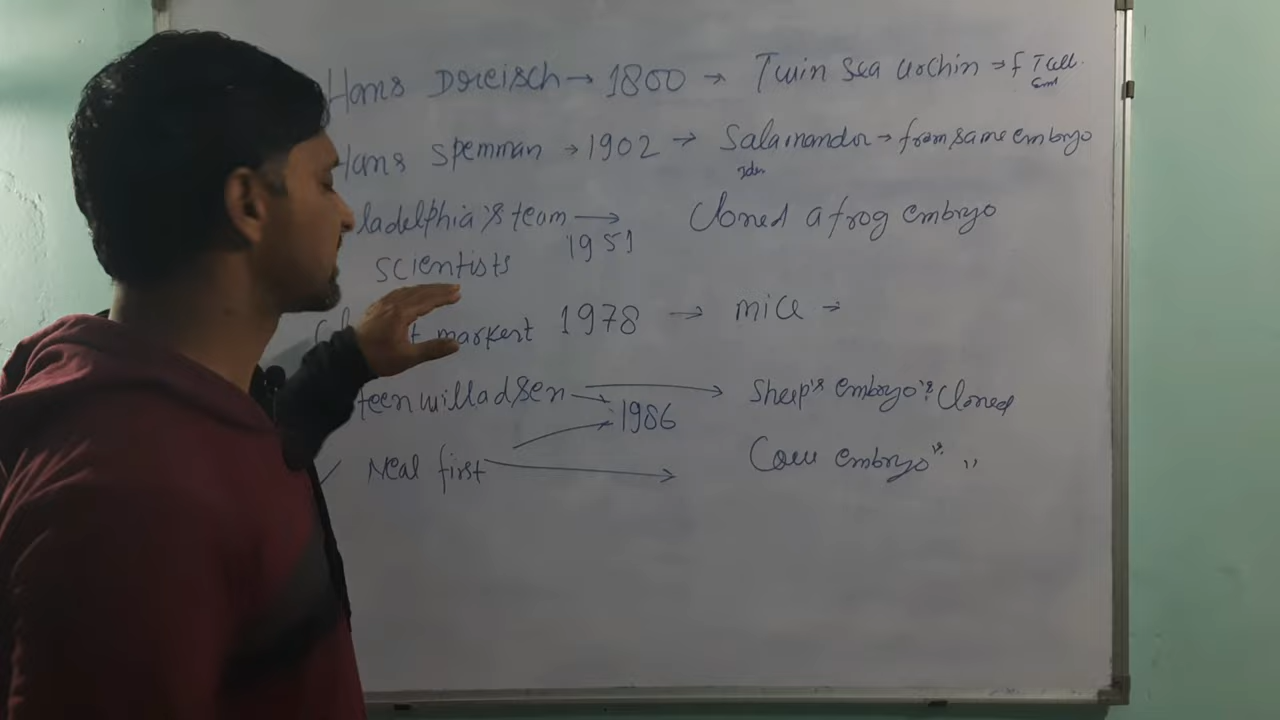 Hans Dreisch → 1800 → Twin sea urchin → f Tull.
Hans spemman → 1902 → Salamander → from same embryo
ladelphia's team → Cloned a frog embryo
1951
scientists
t markert 1978 → mice →
teen willadsen → Sheep's embryo's Cloned
→ 1986
Neal first → Cow embryo's "